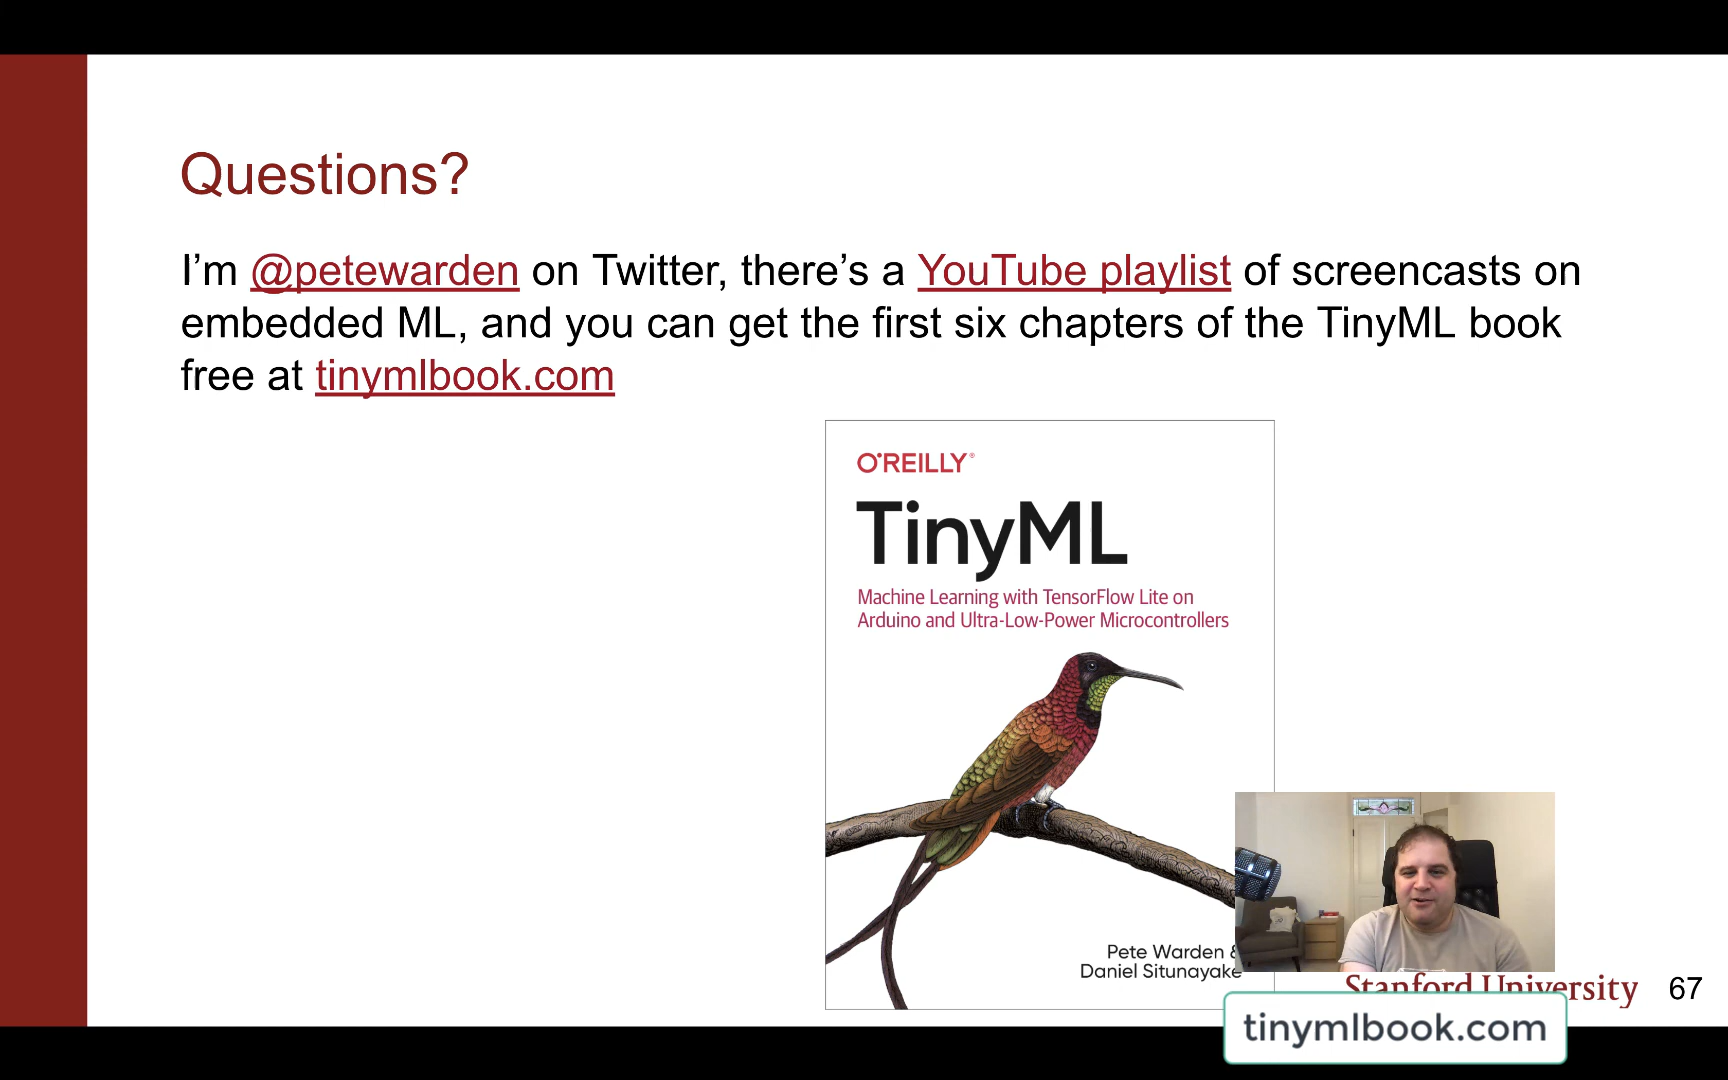 Questions?
I’m @petewarden on Twitter, there’s a YouTube playlist of screencasts on
embedded ML, and you can get the first six chapters of the TinyML book
free at tinymlbook.com
O'REILLY®
TinyML
Machine Learning with TensorFlow Lite on
Arduino and Ultra-Low-Power Microcontrollers
Pete Warden &
Daniel Situnayake
Stanford University 67
tinymlbook.com